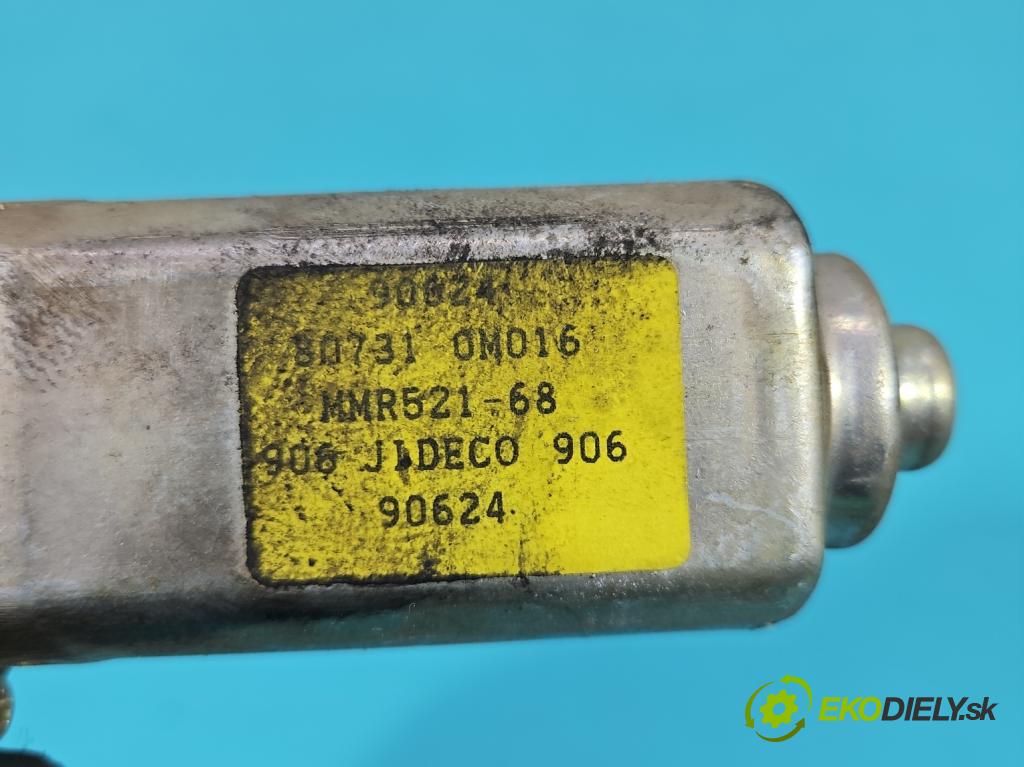 90624
80731 0M016
MMR521-68
906 JIDECO 906
90624
EKODIELY.sk